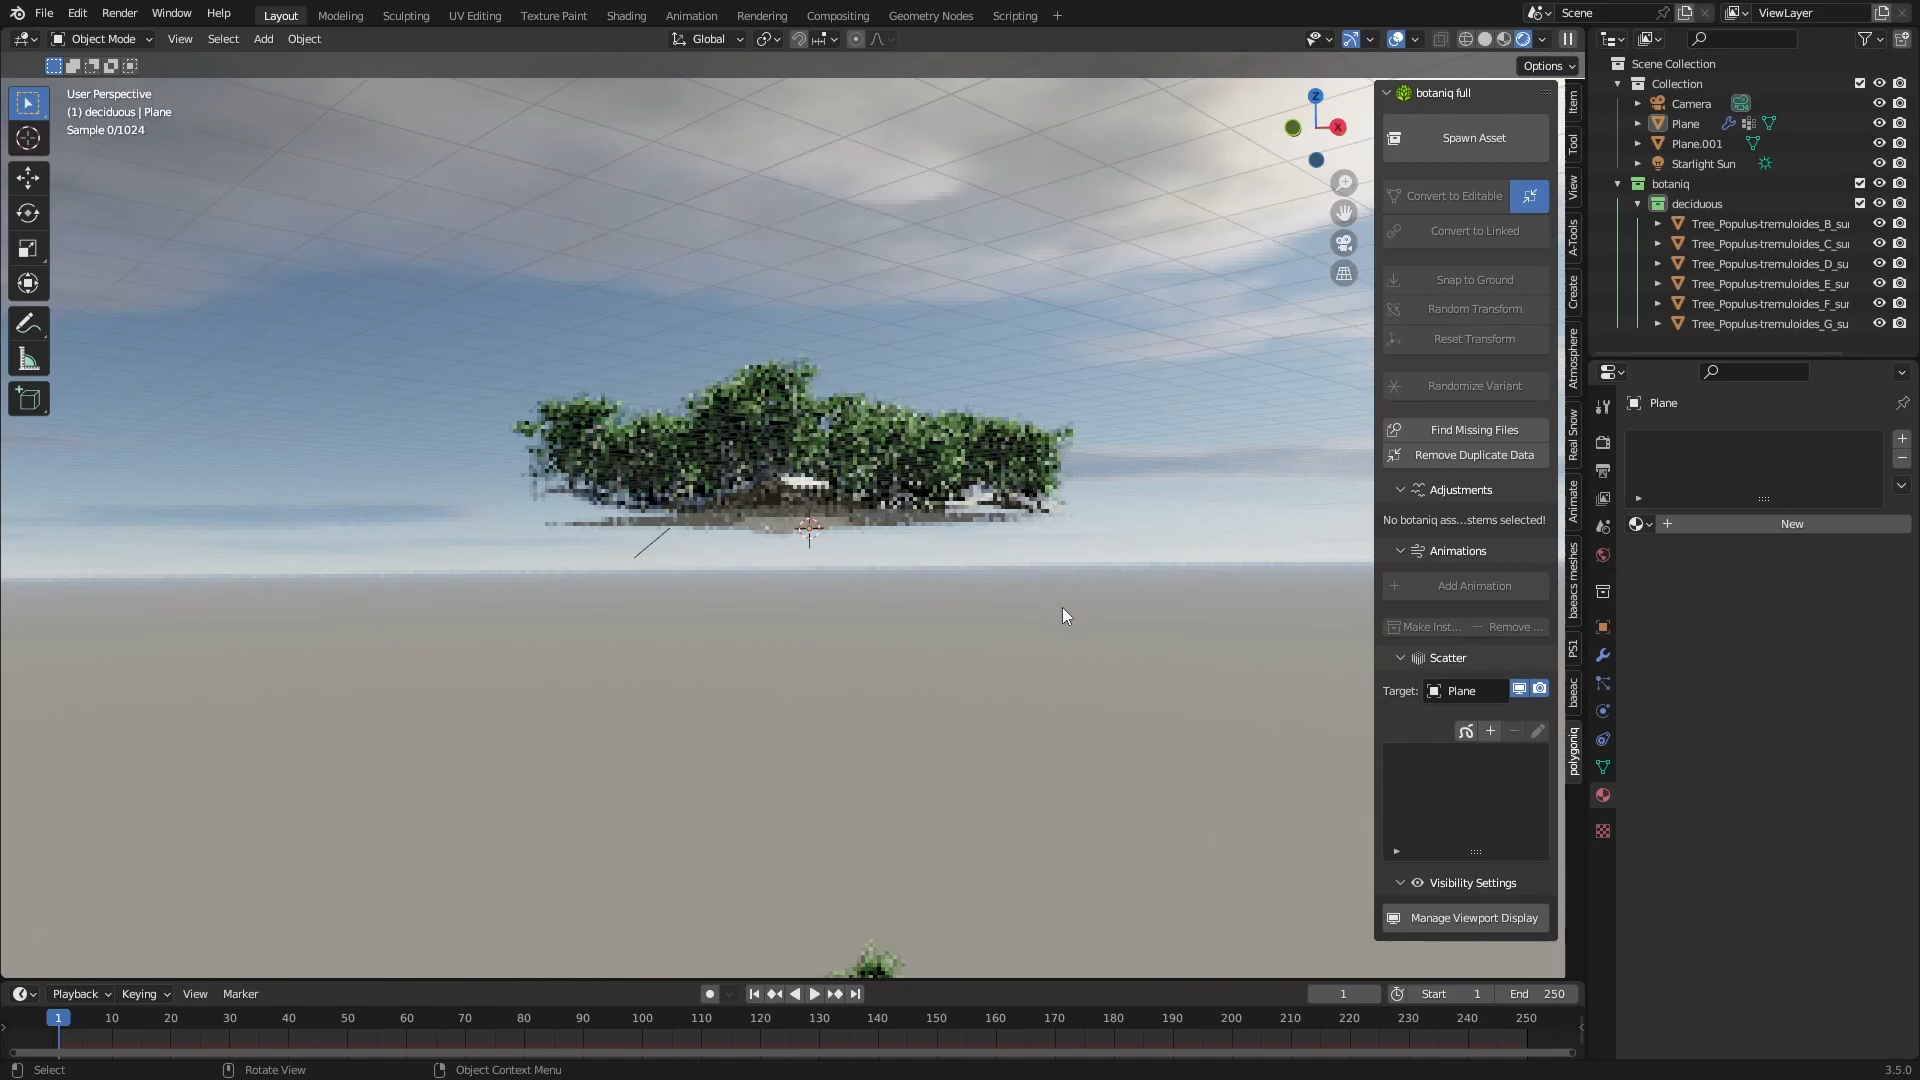 File Edit Render Window Help
Layout Modeling Sculpting UV Editing Texture Paint Shading Animation Rendering Compositing Geometry Nodes Scripting +
Scene
ViewLayer
Object Mode View Select Add Object
Global
Options
User Perspective
(1) deciduous | Plane
Sample 0/1024
Z
X
botaniq full
Spawn Asset
Convert to Editable
Convert to Linked
Snap to Ground
Random Transform
Reset Transform
Randomize Variant
Find Missing Files
Remove Duplicate Data
Adjustments
No botaniq ass...stems selected!
Animations
Add Animation
Make Inst... Remove ...
Scatter
Target: Plane
Visibility Settings
Manage Viewport Display
Item
Tool
View
A-Tools
Create
Atmosphere
Real Snow
Animate
baeacs meshes
PS1
baeac
polygoniq
Scene Collection
Collection
Camera
Plane
Plane.001
Starlight Sun
botaniq
deciduous
Tree_Populus-tremuloides_B_su
Tree_Populus-tremuloides_C_su
Tree_Populus-tremuloides_D_su
Tree_Populus-tremuloides_E_su
Tree_Populus-tremuloides_F_su
Tree_Populus-tremuloides_G_su
Plane
New
Playback Keying View Marker
1 Start 1 End 250
1 10 20 30 40 50 60 70 80 90 100 110 120 130 140 150 160 170 180 190 200 210 220 230 240 250
Select Rotate View Object Context Menu
3.5.0